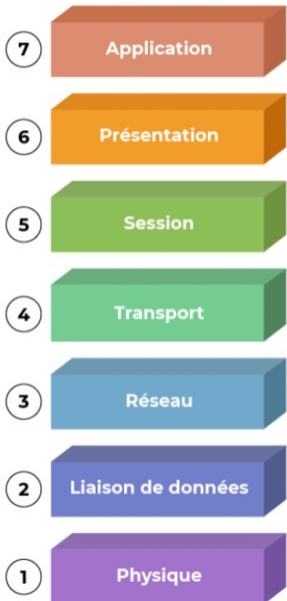 7 Application
6 Présentation
5 Session
4 Transport
3 Réseau
2 Liaison de données
1 Physique